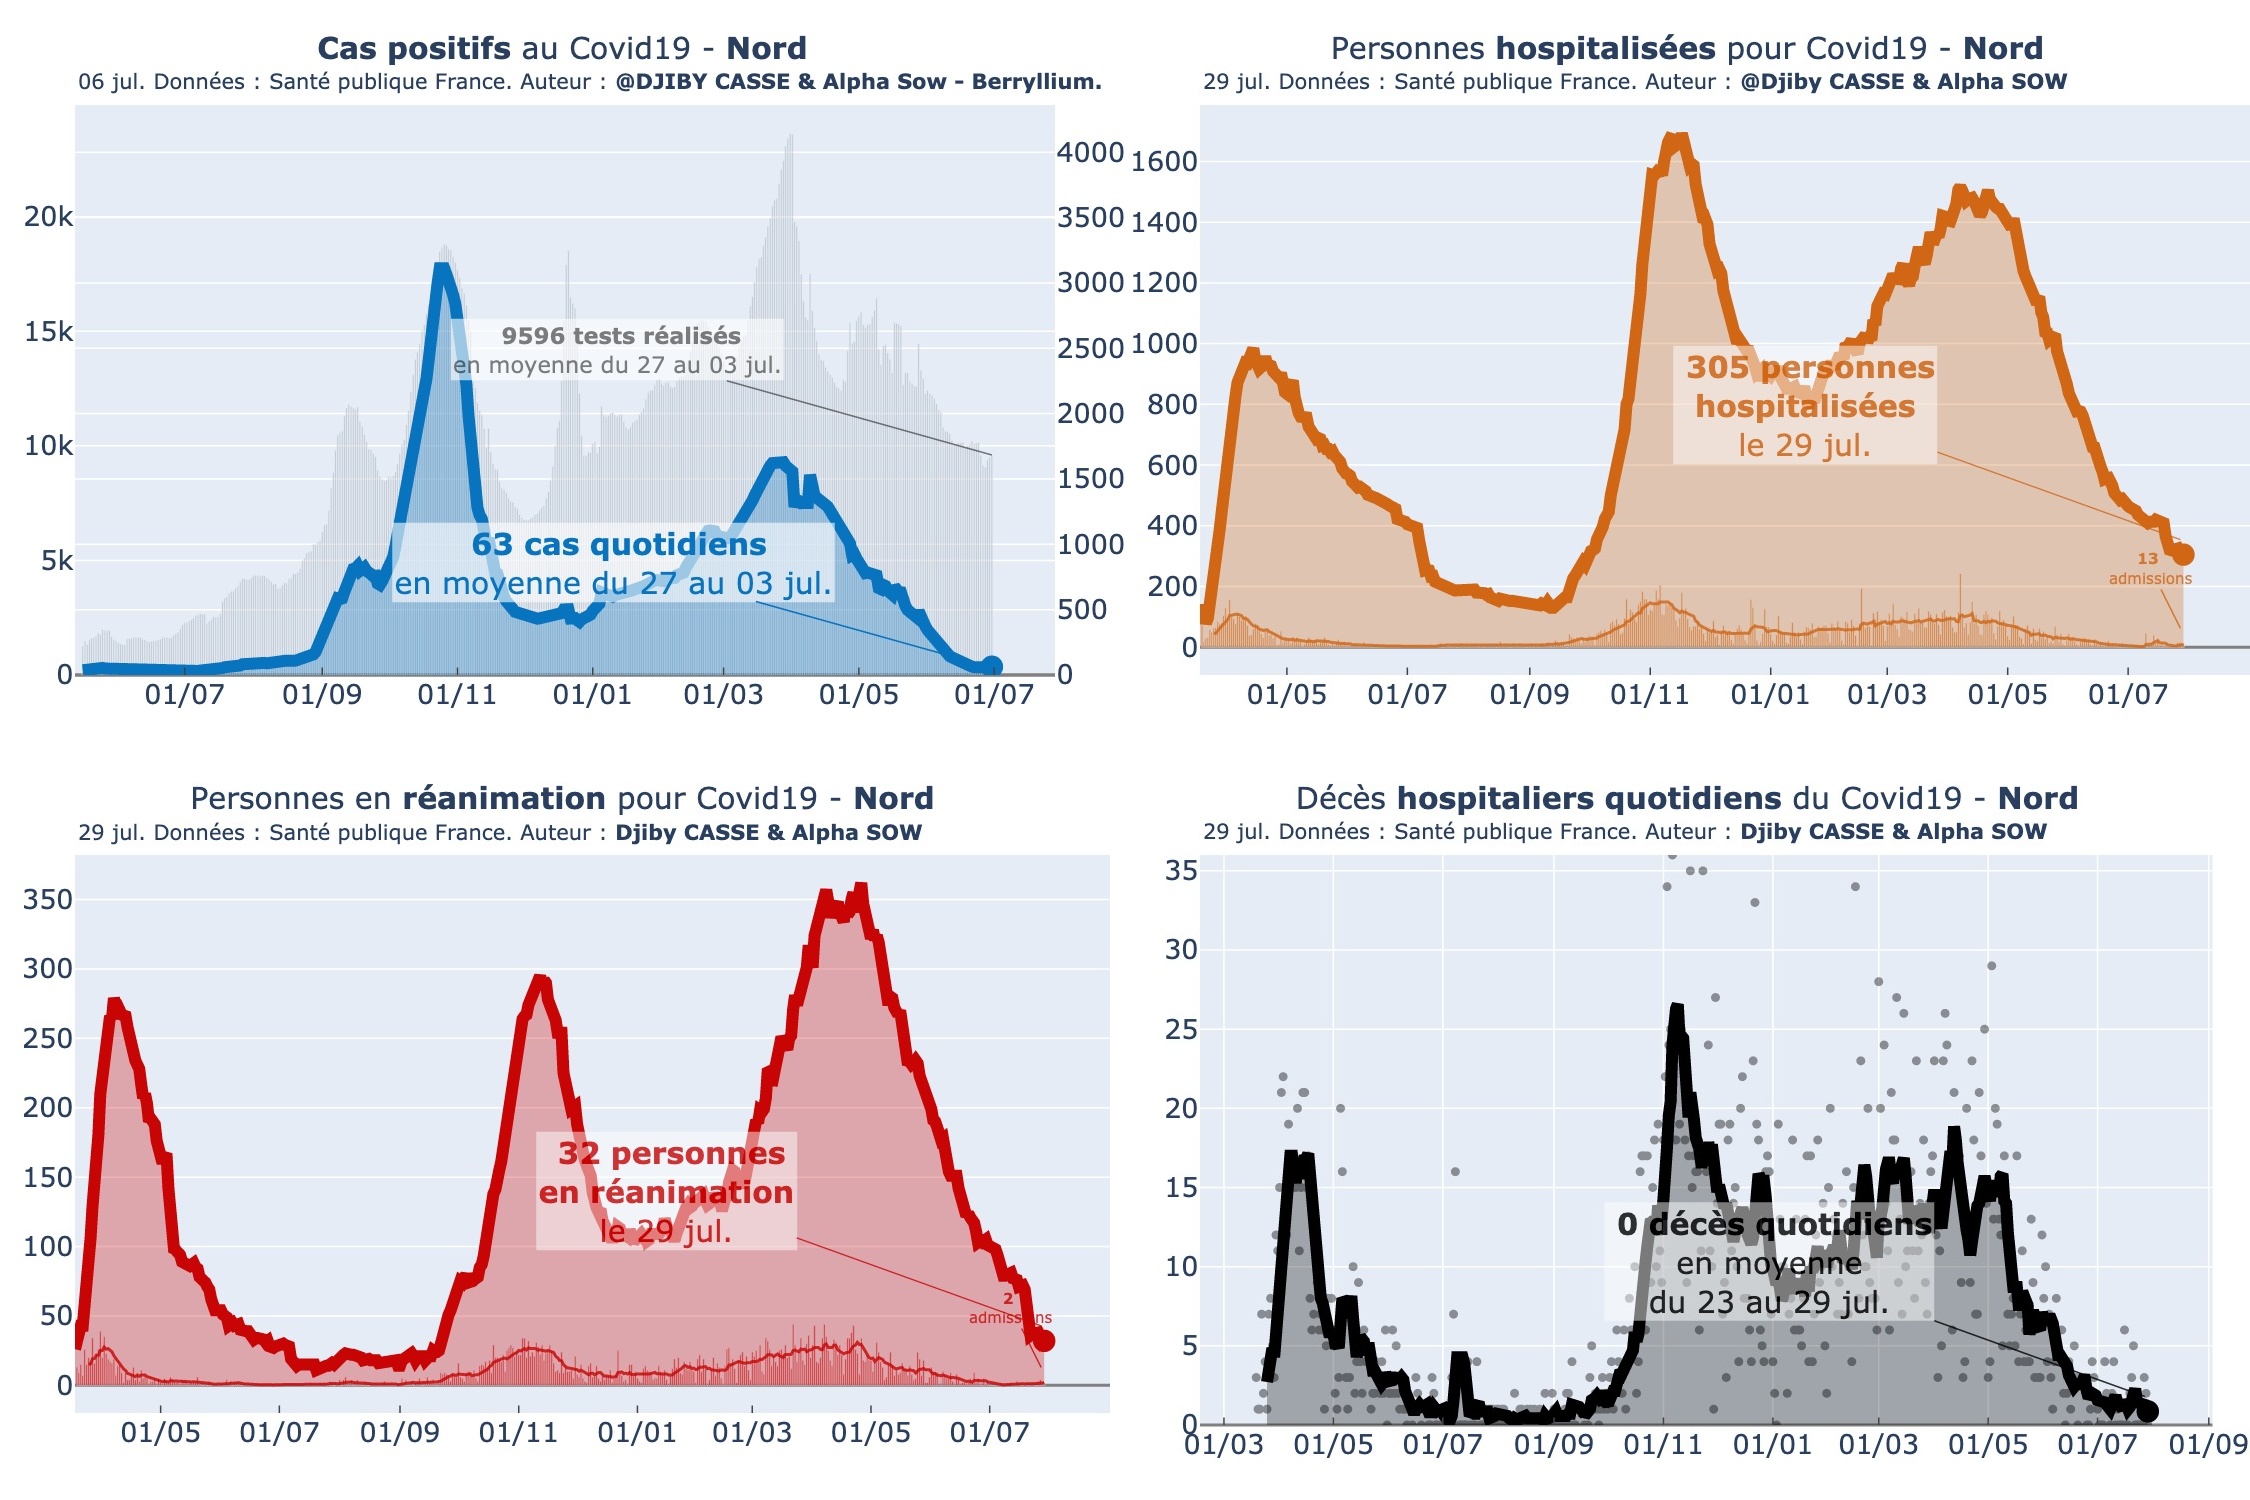 Cas positifs au Covid19 - Nord
06 jul. Données : Santé publique France. Auteur : @DJIBY CASSE & Alpha Sow - Berryllium.
20k
15k
10k
5k
0
4000
3500
3000
2500
2000
1500
1000
500
0
9596 tests réalisés
en moyenne du 27 au 03 jul.
63 cas quotidiens
en moyenne du 27 au 03 jul.
01/07 01/09 01/11 01/01 01/03 01/05 01/07
Personnes hospitalisées pour Covid19 - Nord
29 jul. Données : Santé publique France. Auteur : @Djiby CASSE & Alpha SOW
1600
1400
1200
1000
800
600
400
200
0
305 personnes
hospitalisées
le 29 jul.
13
admissions
01/05 01/07 01/09 01/11 01/01 01/03 01/05 01/07
Personnes en réanimation pour Covid19 - Nord
29 jul. Données : Santé publique France. Auteur : Djiby CASSE & Alpha SOW
350
300
250
200
150
100
50
0
32 personnes
en réanimation
le 29 jul.
2
admissions
01/05 01/07 01/09 01/11 01/01 01/03 01/05 01/07
Décès hospitaliers quotidiens du Covid19 - Nord
29 jul. Données : Santé publique France. Auteur : Djiby CASSE & Alpha SOW
35
30
25
20
15
10
5
0
0 décès quotidiens
en moyenne
du 23 au 29 jul.
01/03 01/05 01/07 01/09 01/11 01/01 01/03 01/05 01/07 01/09